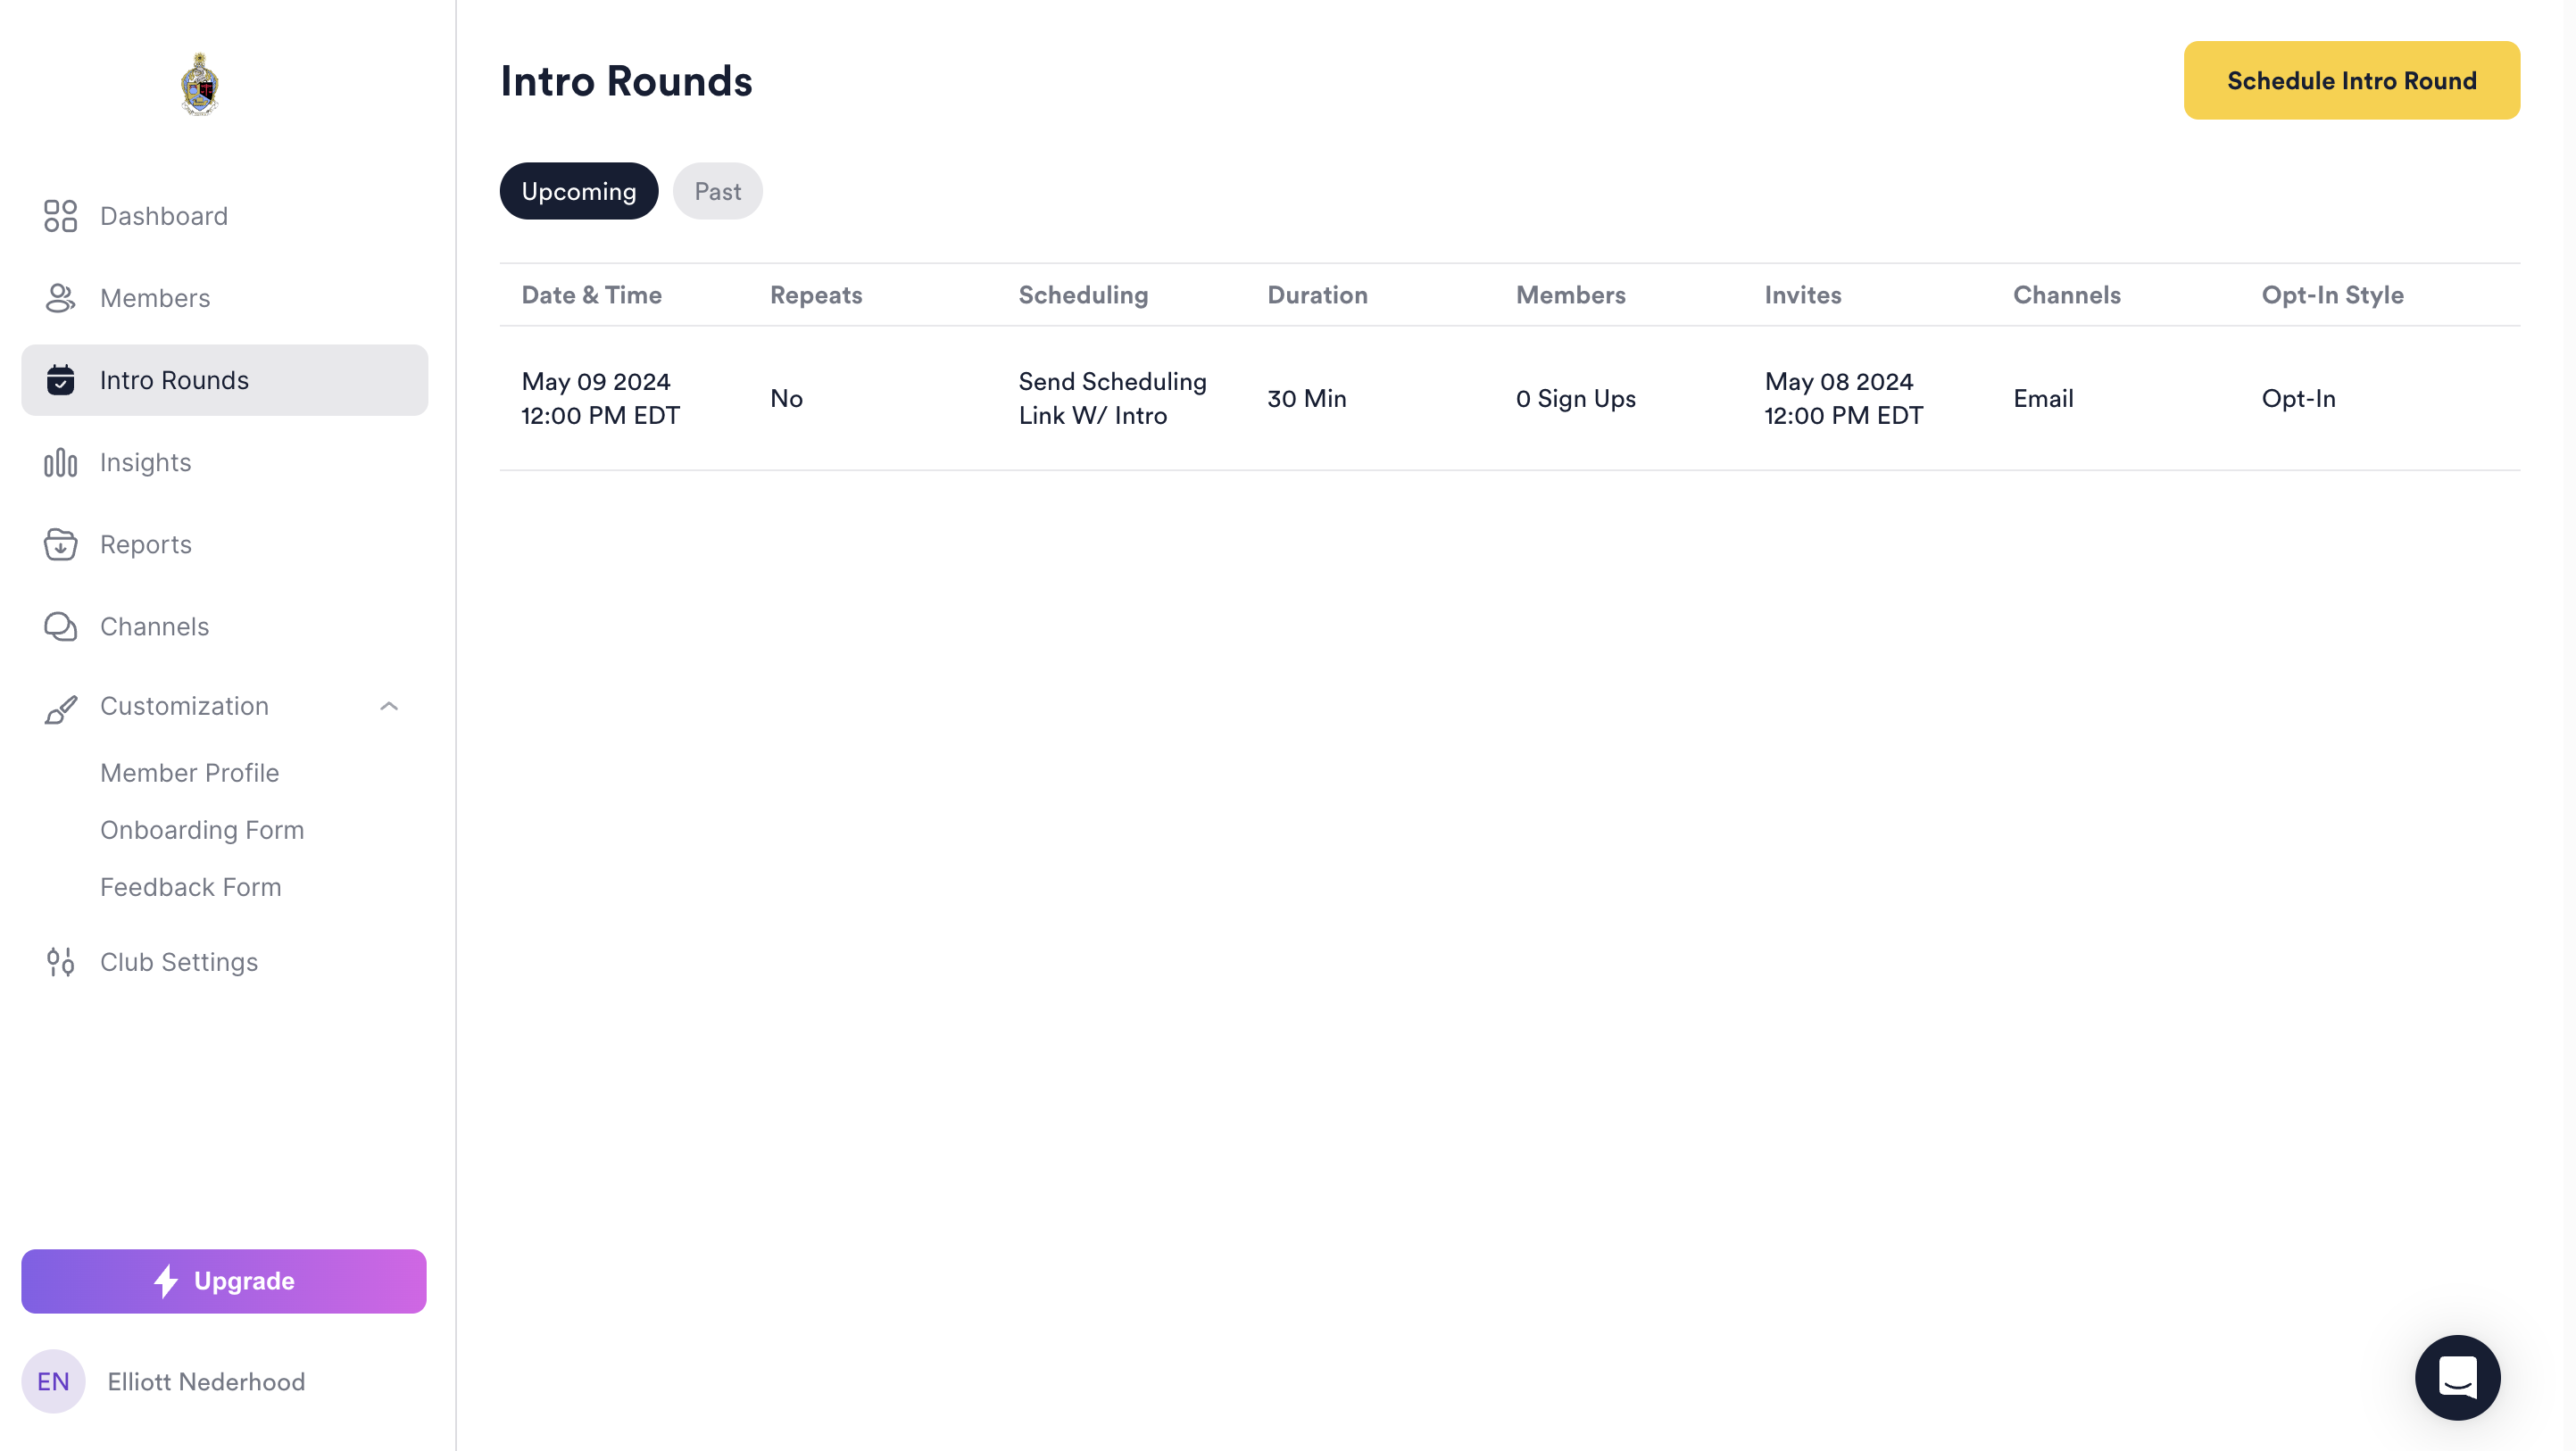 Dashboard
Members
Intro Rounds
Insights
Reports
Channels
Customization
Member Profile
Onboarding Form
Feedback Form
Club Settings
Upgrade
EN Elliott Nederhood
Intro Rounds
Schedule Intro Round
Upcoming Past
Date & Time Repeats Scheduling Duration Members Invites Channels Opt-In Style
May 09 2024
12:00 PM EDT
No
Send Scheduling
Link W/ Intro
30 Min
0 Sign Ups
May 08 2024
12:00 PM EDT
Email
Opt-In